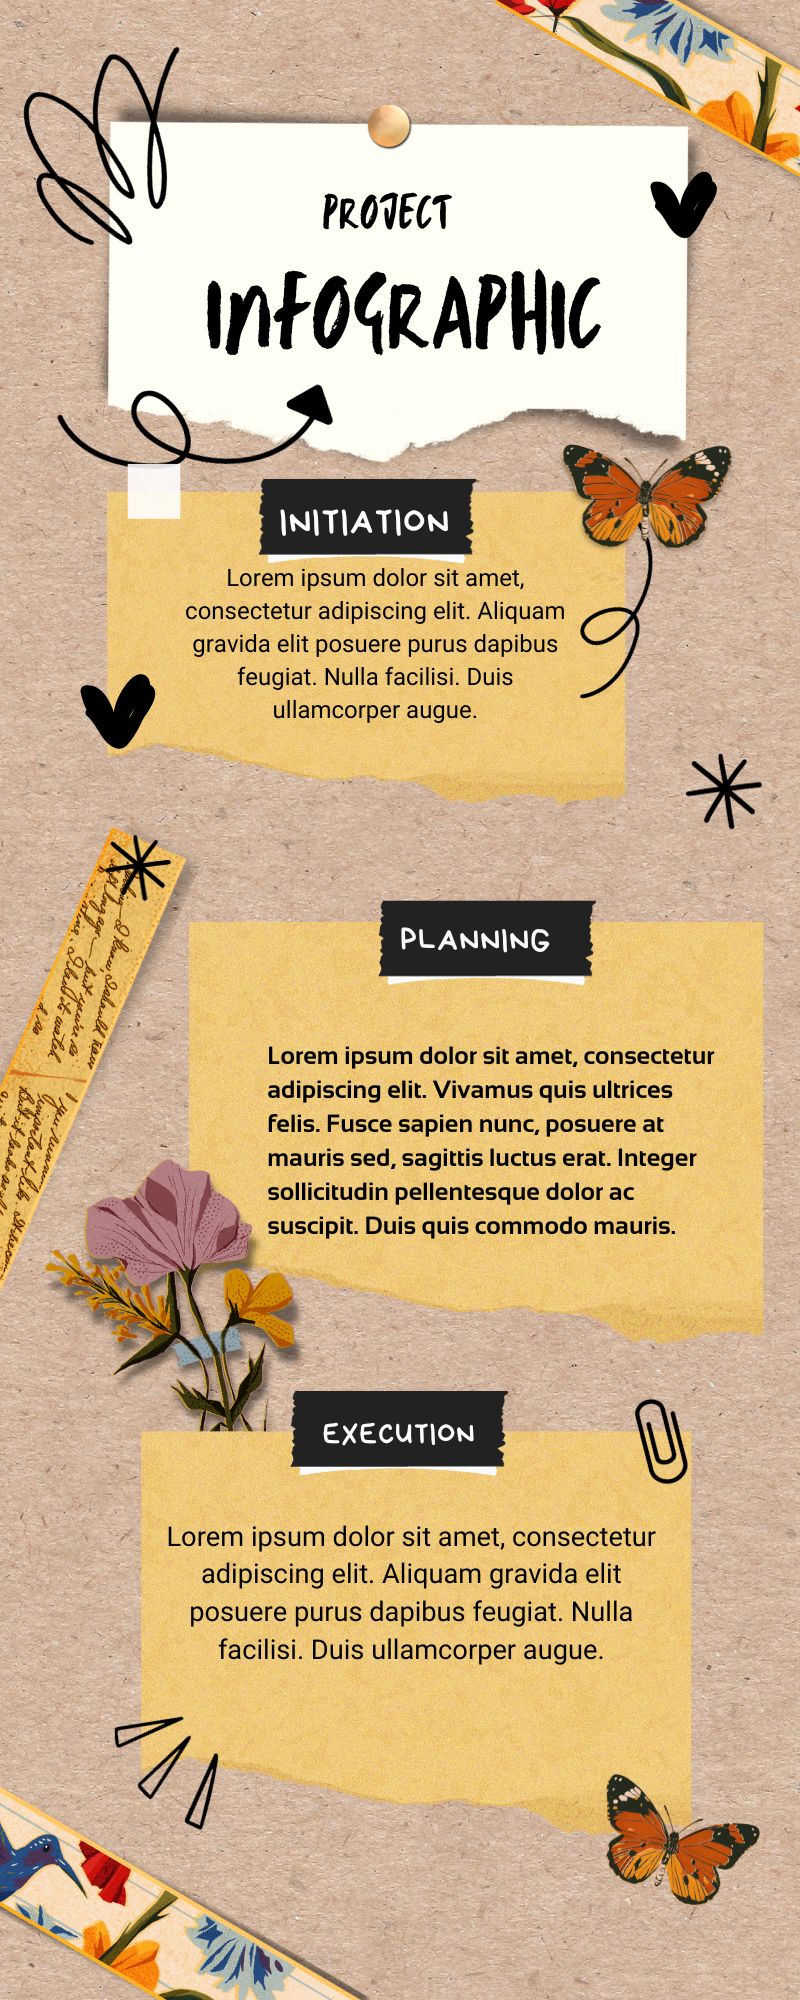 PROJECT
INFOGRAPHIC
INITIATION
Lorem ipsum dolor sit amet,
consectetur adipiscing elit. Aliquam
gravida elit posuere purus dapibus
feugiat. Nulla facilisi. Duis
ullamcorper augue.
PLANNING
Lorem ipsum dolor sit amet, consectetur
adipiscing elit. Vivamus quis ultrices
felis. Fusce sapien nunc, posuere at
mauris sed, sagittis luctus erat. Integer
sollicitudin pellentesque dolor ac
suscipit. Duis quis commodo mauris.
EXECUTION
Lorem ipsum dolor sit amet, consectetur
adipiscing elit. Aliquam gravida elit
posuere purus dapibus feugiat. Nulla
facilisi. Duis ullamcorper augue.